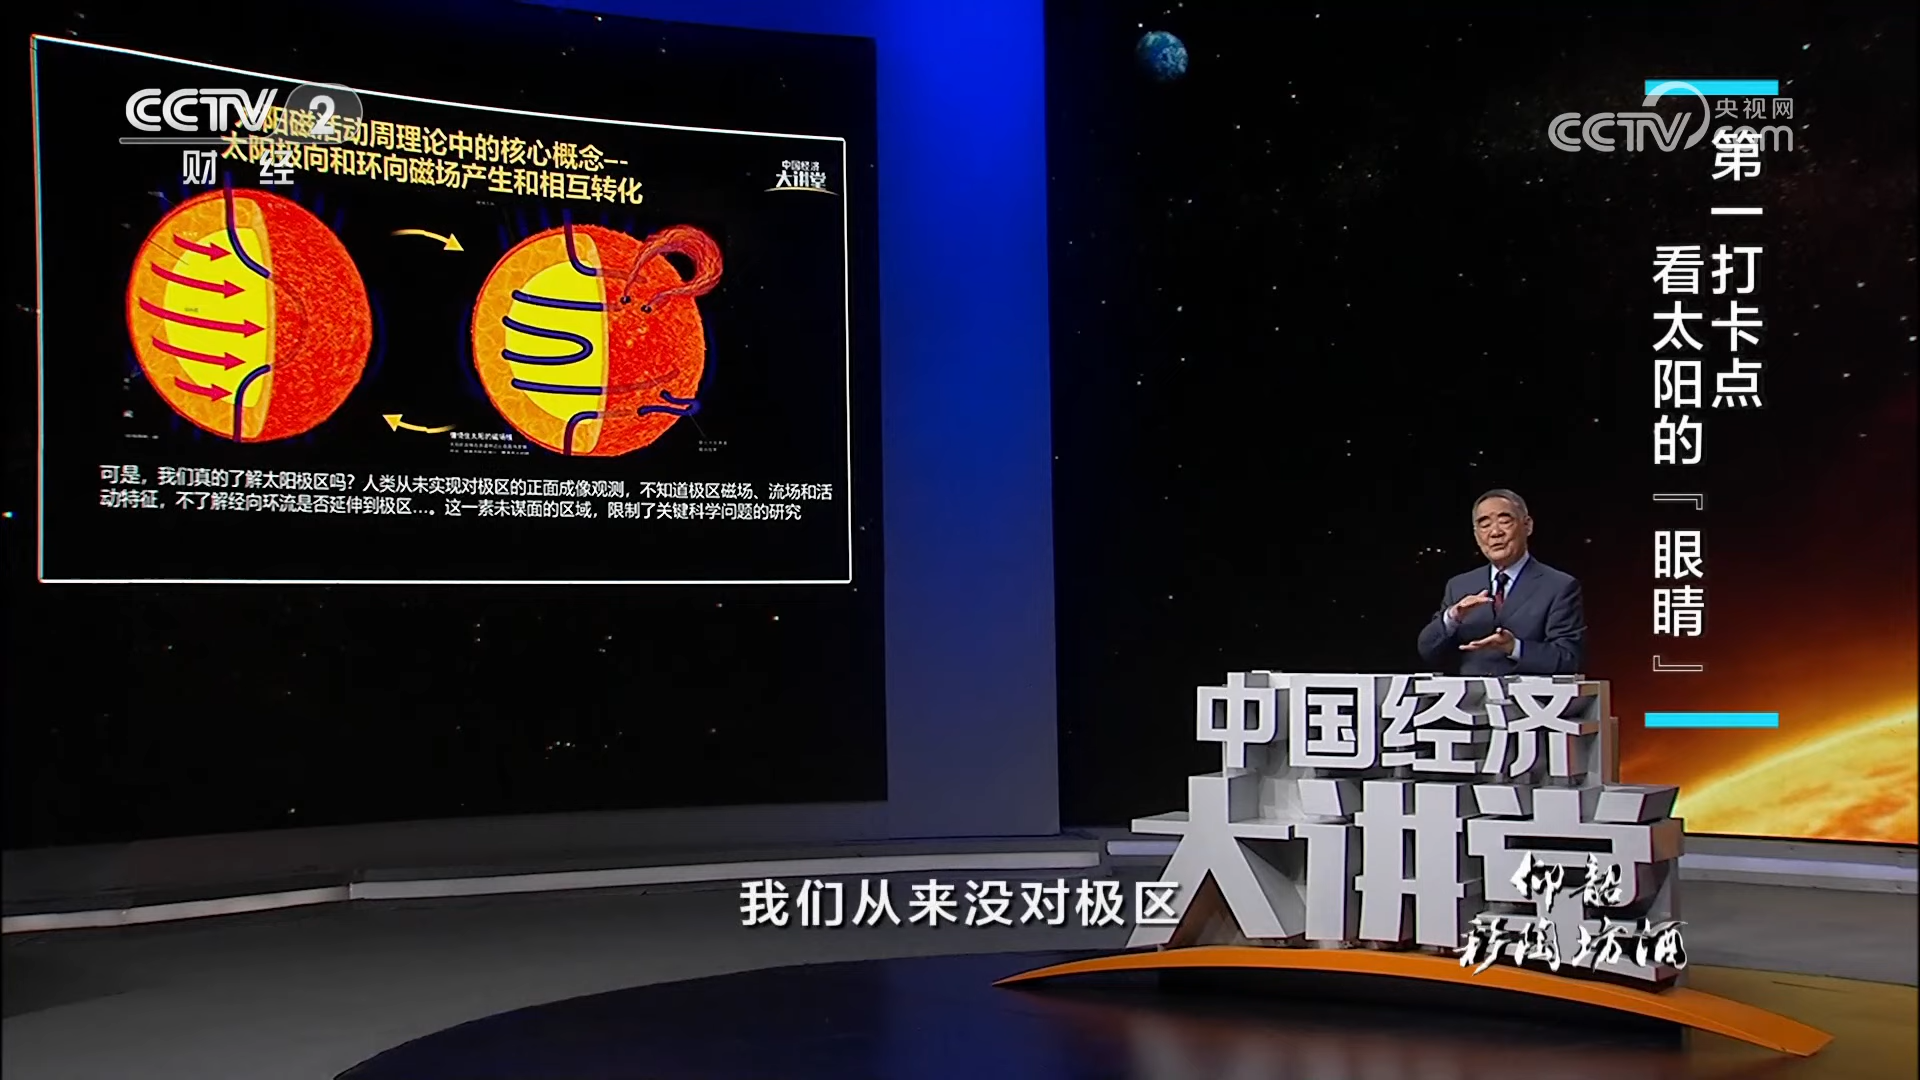 CCTV 2
财 经
太阳磁活动周理论中的核心概念--
太阳极向和环向磁场产生和相互转化
中国经济
大讲堂
可是，我们真的了解太阳极区吗？人类从未实现对极区的正面成像观测，不知道极区磁场、流场和活
动特征，不了解经向环流是否延伸到极区...。这一素未谋面的区域，限制了关键科学问题的研究
CCTV.com 央视网
第一打卡点
看太阳的『眼睛』
中国经济
大讲堂
仰韶
彩陶坊酒
我们从来没对极区